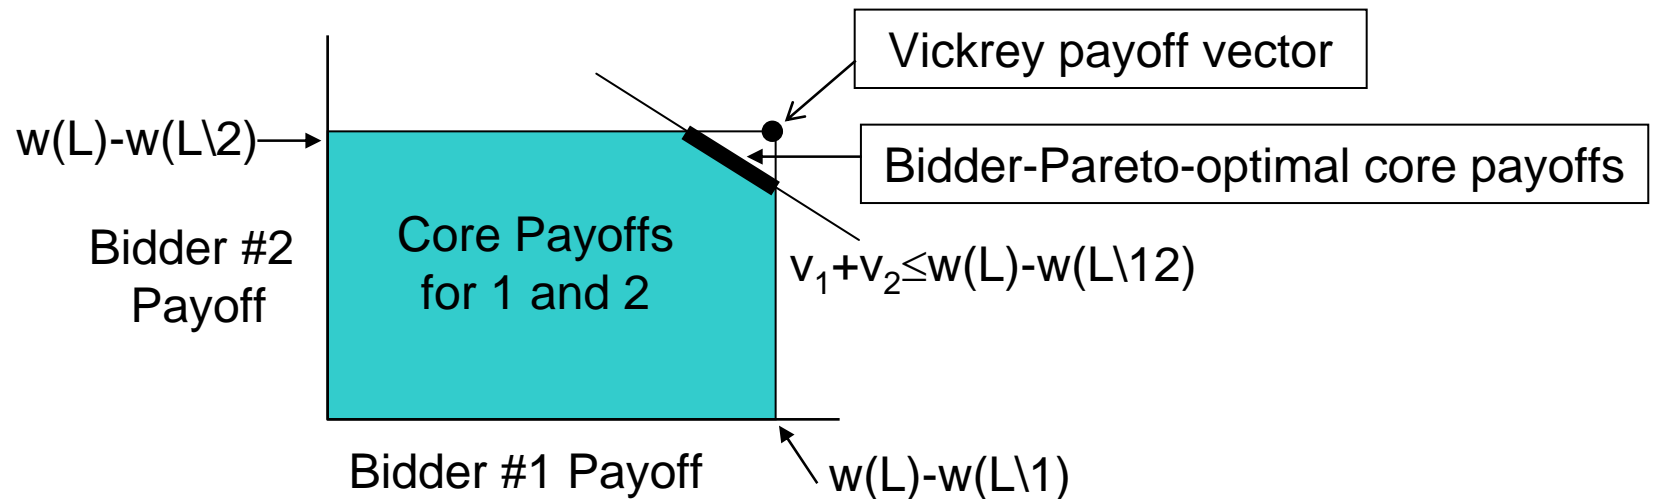 Vickrey payoff vector
w(L)-w(L\2)
Bidder-Pareto-optimal core payoffs
Bidder #2
Payoff
Core Payoffs
for 1 and 2
v₁+v₂≤w(L)-w(L\12)
Bidder #1 Payoff
w(L)-w(L\1)